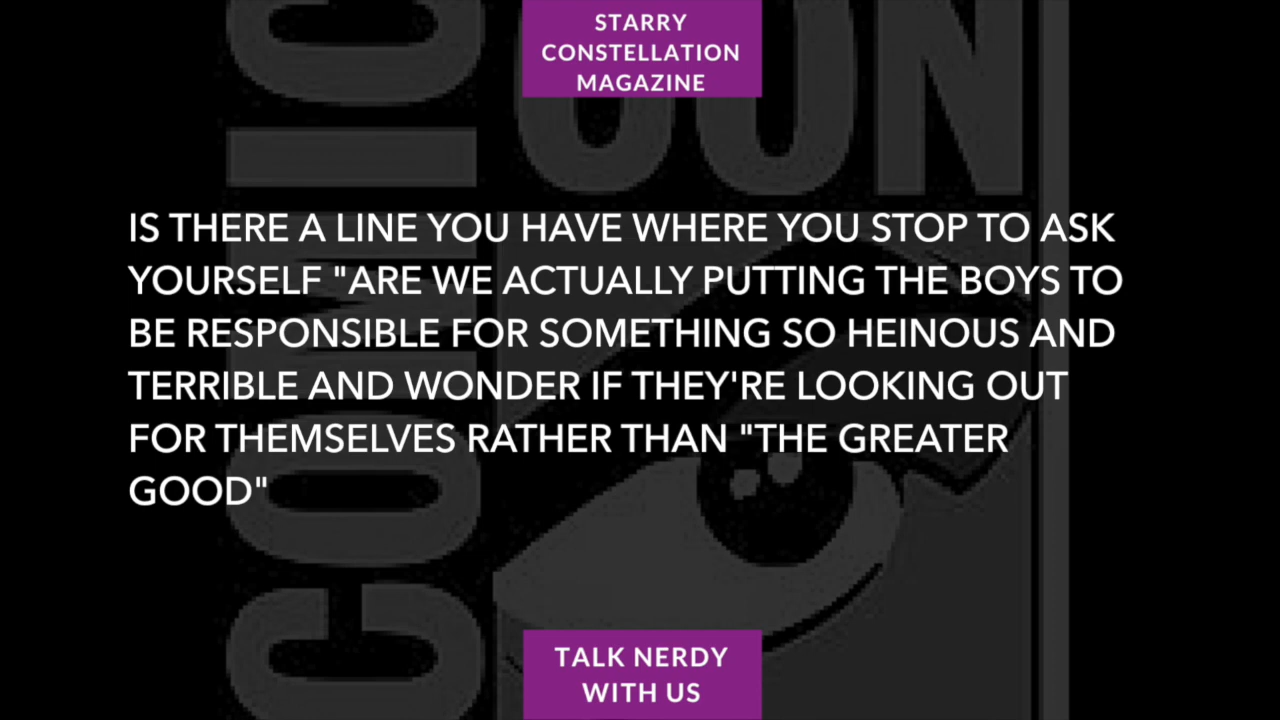 STARRY
CONSTELLATION
MAGAZINE
COMIC
CON
IS THERE A LINE YOU HAVE WHERE YOU STOP TO ASK
YOURSELF "ARE WE ACTUALLY PUTTING THE BOYS TO
BE RESPONSIBLE FOR SOMETHING SO HEINOUS AND
TERRIBLE AND WONDER IF THEY'RE LOOKING OUT
FOR THEMSELVES RATHER THAN "THE GREATER
GOOD"
TALK NERDY
WITH US